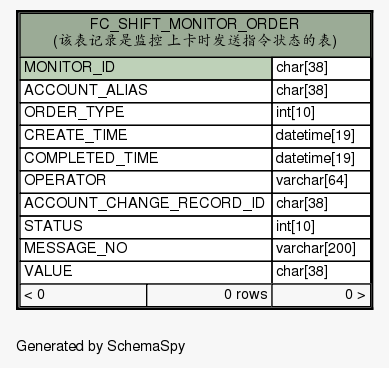 FC_SHIFT_MONITOR_ORDER
(该表记录是监控上卡时发送指令状态的表)
MONITOR_ID char[38]
ACCOUNT_ALIAS char[38]
ORDER_TYPE int[10]
CREATE_TIME datetime[19]
COMPLETED_TIME datetime[19]
OPERATOR varchar[64]
ACCOUNT_CHANGE_RECORD_ID char[38]
STATUS int[10]
MESSAGE_NO varchar[200]
VALUE char[38]
< 0 0 rows 0 >
Generated by SchemaSpy